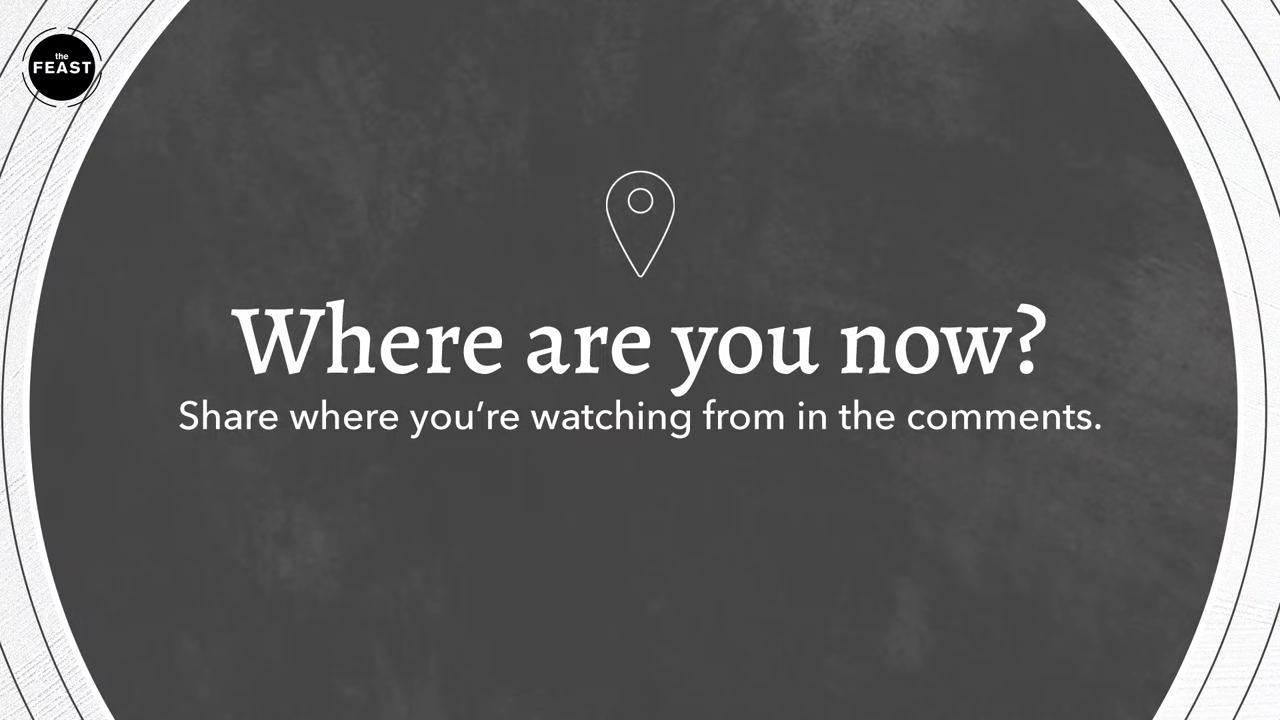 the
FEAST
Where are you now?
Share where you’re watching from in the comments.